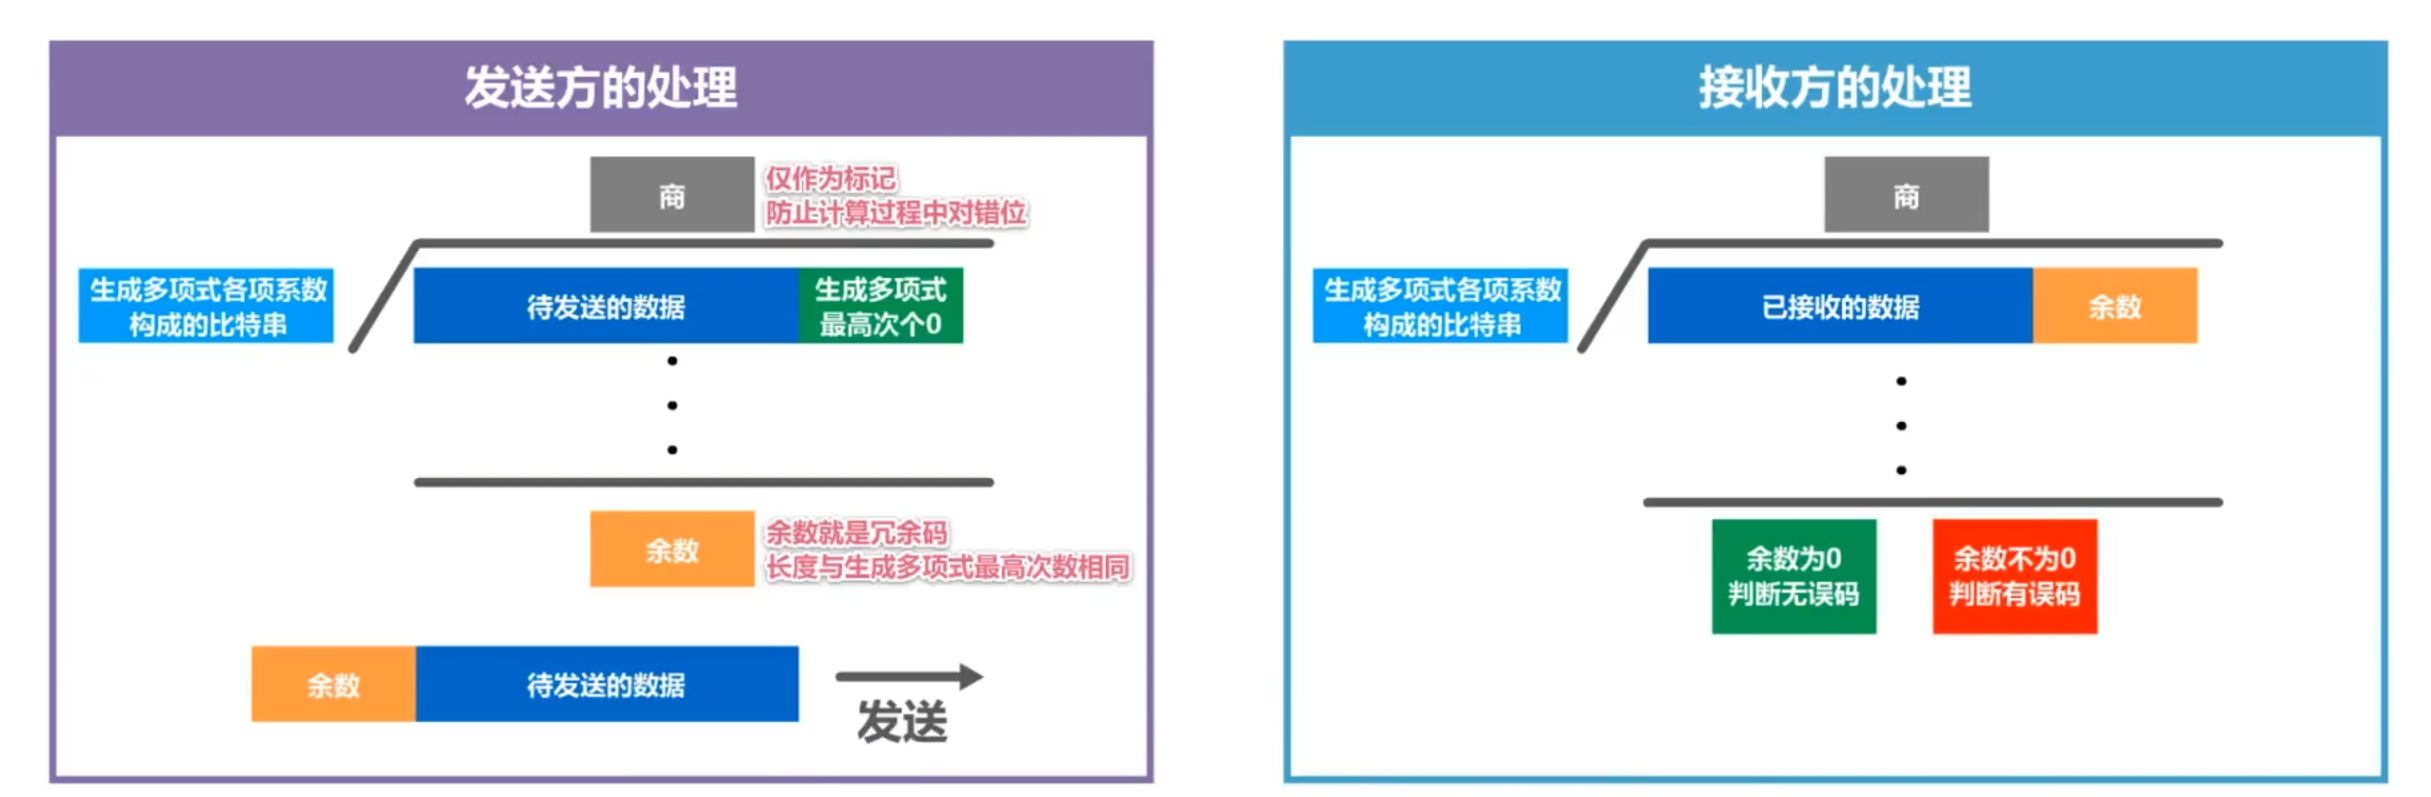 发送方的处理
商
仅作为标记
防止计算过程中对错位
生成多项式各项系数
构成的比特串
待发送的数据
生成多项式
最高次个0
余数
余数就是冗余码
长度与生成多项式最高次数相同
余数
待发送的数据
发送
接收方的处理
商
生成多项式各项系数
构成的比特串
已接收的数据
余数
余数为0
判断无误码
余数不为0
判断有误码